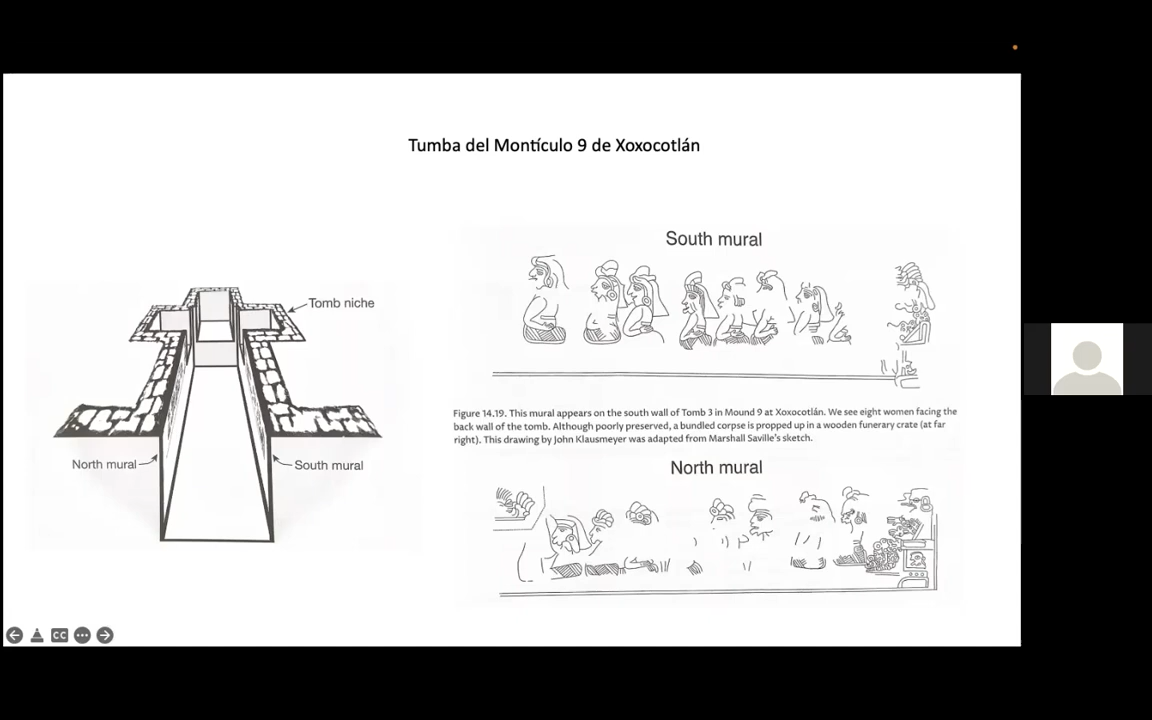 Tumba del Montículo 9 de Xoxocotlán
South mural
Tomb niche
North mural
South mural
Figure 14.19. This mural appears on the south wall of Tomb 3 in Mound 9 at Xoxocotlán. We see eight women facing the
back wall of the tomb. Although poorly preserved, a bundled corpse is propped up in a wooden funerary crate (at far
right). This drawing by John Klausmeyer was adapted from Marshall Saville's sketch.
North mural
CC